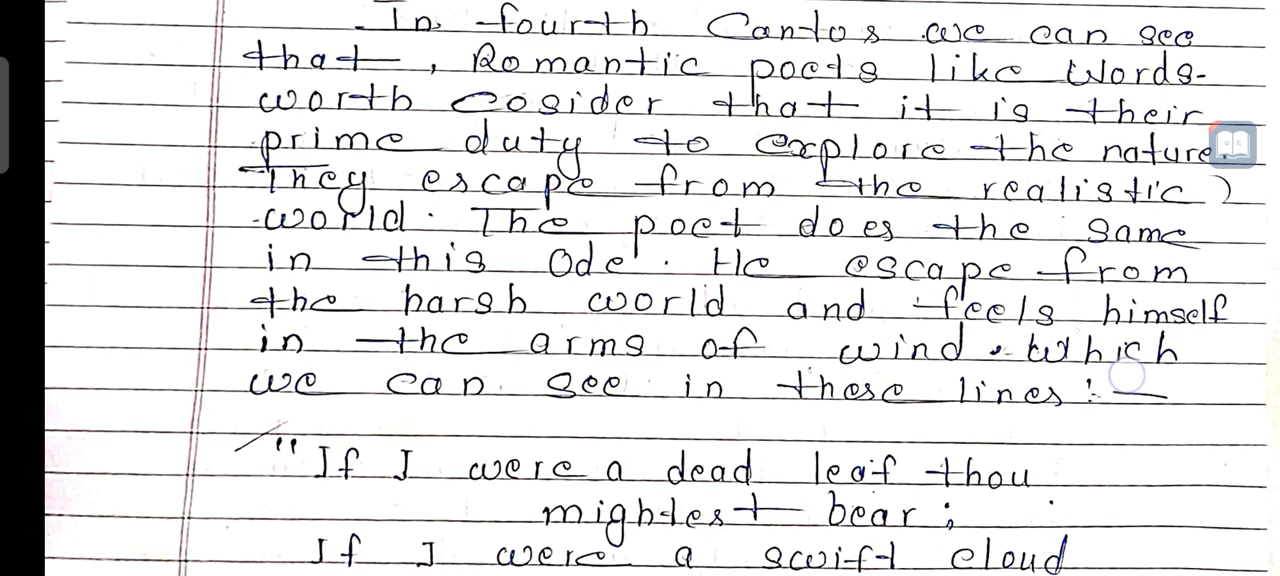 In fourth Cantos we can see
that, Romantic poets like Words-
worth cosider that it is their
prime duty to explore the nature.
They escape from the realistic
world. The poet does the same
in this Ode'. He escape from
the harsh world and feels himself
in the arms of wind. Which
we can see in these lines :—
"If I were a dead leaf thou
mightest bear;
If I were a swift cloud